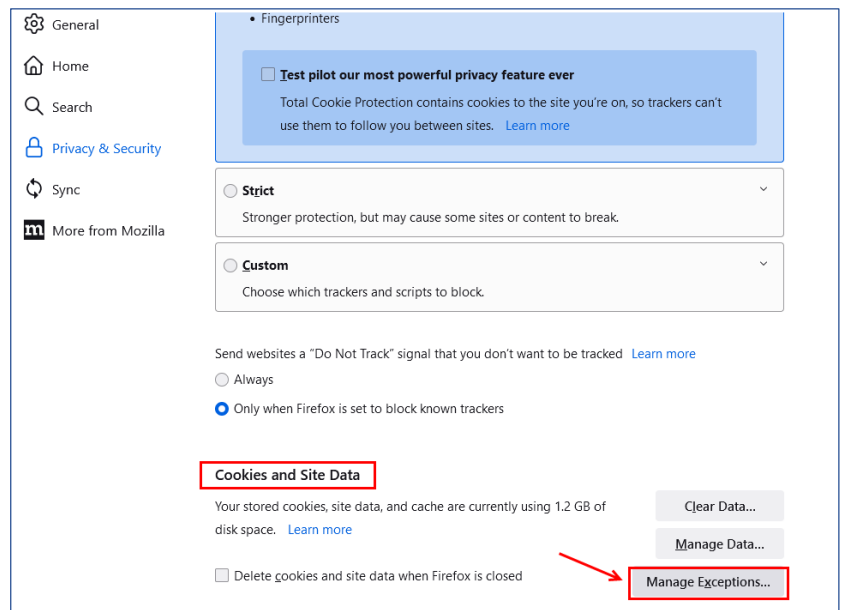 General
Home
Search
Privacy & Security
Sync
m
More from Mozilla
• Fingerprinters
Test pilot our most powerful privacy feature ever
Total Cookie Protection contains cookies to the site you're on, so trackers can't
use them to follow you between sites. Learn more
Strict
Stronger protection, but may cause some sites or content to break.
Custom
Choose which trackers and scripts to block.
Send websites a “Do Not Track” signal that you don't want to be tracked Learn more
Always
Only when Firefox is set to block known trackers
Cookies and Site Data
Your stored cookies, site data, and cache are currently using 1.2 GB of
disk space. Learn more
Clear Data...
Manage Data...
Delete cookies and site data when Firefox is closed
Manage Exceptions...